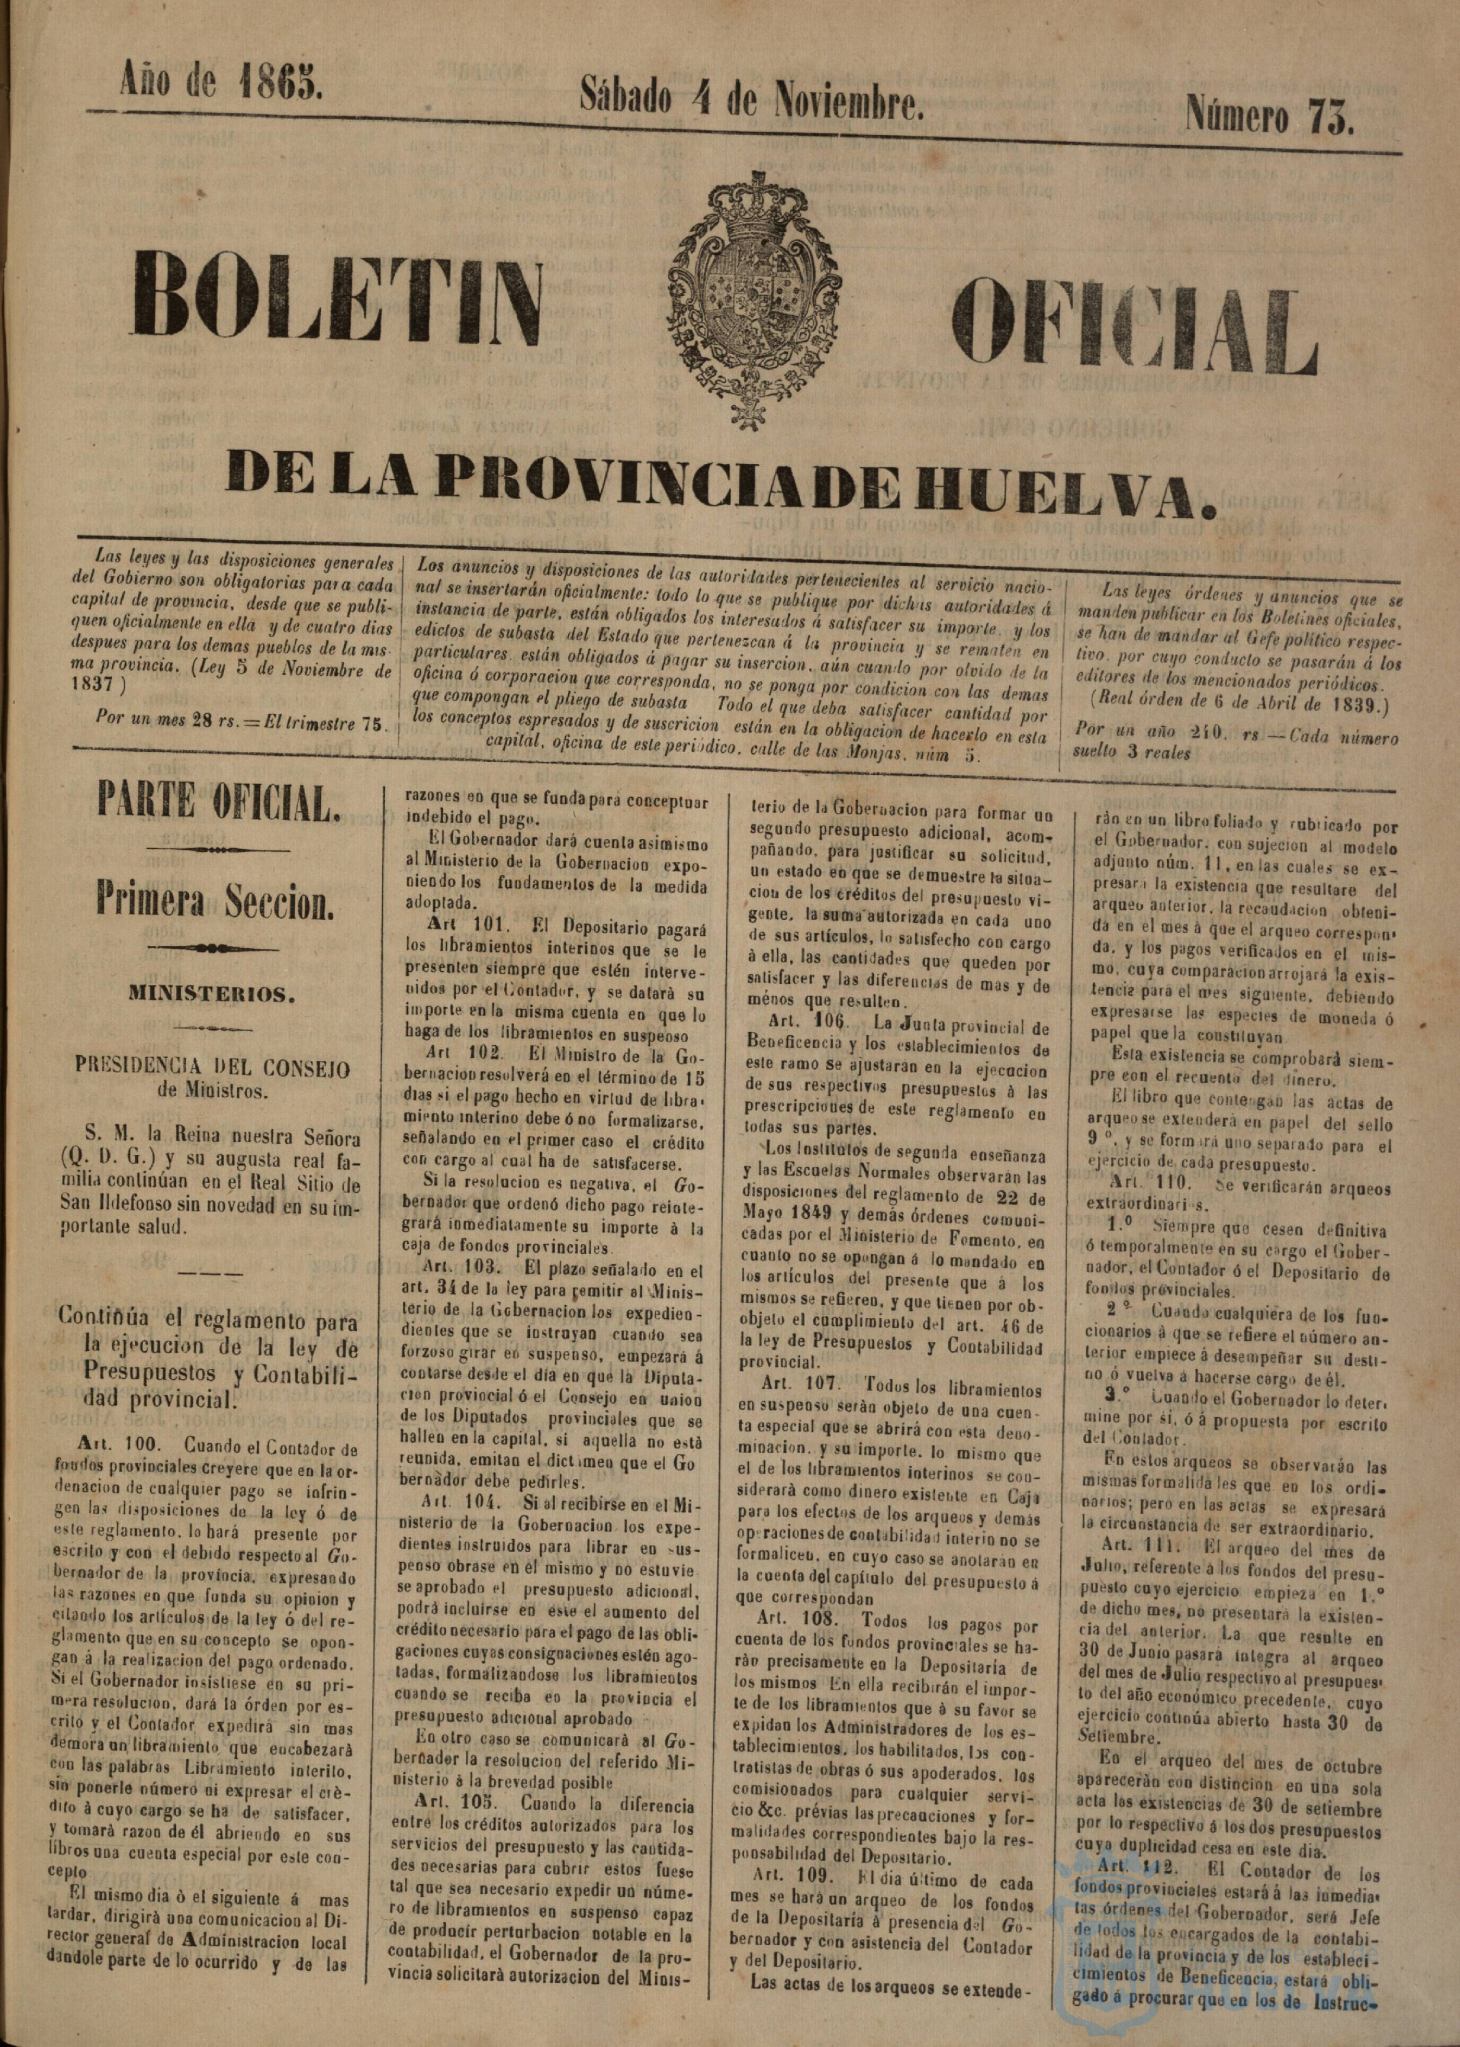 Año de 1865.
Sábado 4 de Noviembre.
Número 73.
BOLETIN OFICIAL
DE LA PROVINCIA DE HUELVA.
Las leyes y las disposiciones generales
del Gobierno son obligatorias para cada
capital de provincia, desde que se publi-
quen oficialmente en ella y de cuatro dias
despues para los demas pueblos de la mis-
ma provincia. (Ley 5 de Noviembre de
1837)
Por un mes 28 rs.=El trimestre 75.
Los anuncios y disposiciones de las autoridades pertenecientes al servicio nacio-
nal se insertarán oficialmente: todo lo que se publique por dichas autoridades á
instancia de parte, están obligados los interesados á satisfacer su importe, y los
edictos de subasta del Estado que pertenezcan á la provincia y se rematen en
particulares, están obligados á pagar su insercion, aún cuando por olvido de la
oficina ó corporacion que corresponda, no se ponga por condicion con las demas
que compongan el pliego de subasta Todo el que deba satisfacer cantidad por
los conceptos espresados y de suscricion están en la obligacion de hacerlo en esta
capital, oficina de este periódico, calle de las Monjas, núm 5.
Las leyes órdenes y anuncios que se
manden publicar en los Boletines oficiales,
se han de mandar al Gefe político respec-
tivo, por cuyo conducto se pasarán á los
editores de los mencionados periódicos.
(Real órden de 6 de Abril de 1839.)
Por un año 240. rs—Cada número
suelto 3 reales
PARTE OFICIAL.
Primera Seccion.
MINISTERIOS.
PRESIDENCIA DEL CONSEJO
de Ministros.
S. M. la Reina nuestra Señora
(Q. D. G.) y su augusta real fa-
milia continúan en el Real Sitio de
San Ildefonso sin novedad en su im-
portante salud.
Continúa el reglamento para
la ejecucion de la ley de
Presupuestos y Contabili-
dad provincial.
Art. 100. Cuando el Contador de
fondos provinciales creyere que en la or-
denacion de cualquier pago se infrin-
gen las disposiciones de la ley ó de
este reglamento, lo hará presente por
escrito y con el debido respecto al Go-
bernador de la provincia, expresando
las razones en que funda su opinion y
citando los artículos de la ley ó del re-
glamento que en su concepto se opon-
gan á la realizacion del pago ordenado.
Si el Gobernador insistiese en su pri-
mera resolucion, dará la órden por es-
crito y el Contador expedirá sin mas
demora un libramiento que encabezará
con las palabras Libramiento interito,
sin ponerle número ni expresar el cré-
dito à cuyo cargo se ha de satisfacer,
y tomará razon de él abriendo en sus
libros una cuenta especial por este con-
cepto
El mismo dia ò el siguiente á mas
tardar, dirigirà una comunicacion al Di-
rector general de Administracion local
dandole parte de lo ocurrido y de las
razones en que se funda para conceptuar
indebido el pago.
El Gobernador dará cuenta asimismo
al Ministerio de la Gobernacion expo-
niendo los fundamentos de la medida
adoptada.
Art 101. El Depositario pagará
los libramientos interinos que se le
presenten siempre que estén interve-
nidos por el Contador, y se datará su
importe en la misma cuenta en que lo
haga de los libramientos en suspenso
Art 102. El Ministro de la Go-
bernacion resolverá en el término de 15
dias si el pago hecho en virtud de libra-
miento interino debe ó no formalizarse,
señalando en el primer caso el crédito
con cargo al cual ha de satisfacerse.
Si la resolucion es negativa, el Go-
bernador que ordenó dicho pago reinte-
grará inmediatamente su importe à la
caja de fondos provinciales.
Art. 103. El plazo señalado en el
art. 34 de la ley para remitir al Minis-
terio de la Gobernacion los expedien-
dientes que se instruyan cuando sea
forzoso girar en suspenso, empezará á
contarse desde el día en que la Diputa-
cion provincial ó el Consejo en union
de los Diputados provinciales que se
hallen en la capital, si aquella no está
reunida, emitan el dictámen que el Go
bernador debe pedirles.
Art. 104. Si al recibirse en el Mi-
nisterio de la Gobernacion los expe-
dientes instruidos para librar en sus-
penso obrase en el mismo y no estuvie
se aprobado el presupuesto adicional,
podrá incluirse en este el aumento del
crédito necesario para el pago de las obli-
gaciones cuyas consignaciones estén ago-
tadas, formalizándose los libramientos
cuando se reciba en la provincia el
presupuesto adicional aprobado
En otro caso se comunicará al Go-
bernador la resolucion del referido Mi-
nisterio à la brevedad posible
Art. 105. Cuando la diferencia
entre los créditos autorizados para los
servicios del presupuesto y las cantida-
des necesarias para cubrir estos fuese
tal que sea necesario expedir un núme-
ro de libramientos en suspenso capaz
de producir perturbacion notable en la
contabilidad, el Gobernador de la pro-
vincia solicitarà autorizacion del Minis-
terio de la Gobernacion para formar un
segundo presupuesto adicional, acom-
pañando, para justificar su solicitud,
un estado en que se demuestre la situa-
cion de los créditos del presupuesto vi-
gente, la suma autorizada en cada uno
de sus artículos, lo satisfecho con cargo
à ella, las cantidades que queden por
satisfacer y las diferencias de mas y de
ménos que resulten.
Art. 106. La Junta provincial de
Beneficencia y los establecimientos de
este ramo se ajustarán en la ejecucion
de sus respectivos presupuestos à las
prescripciones de este reglamento en
todas sus partes.
Los Institutos de segunda enseñanza
y las Escuelas Normales observarán las
disposiciones del reglamento de 22 de
Mayo 1849 y demás órdenes comuni-
cadas por el Ministerio de Fomento, en
cuanto no se opongan á lo mandado en
los artículos del presente que á los
mismos se refieren, y que tienen por ob-
objeto el cumplimiento del art. 46 de
la ley de Presupuestos y Contabilidad
provincial.
Art. 107. Todos los libramientos
en suspenso serán objeto de una cuen-
ta especial que se abrirá con esta deno-
minacion, y su importe, lo mismo que
el de los libramientos interinos se con-
siderará como dinero existente en Caja
para los efectos de los arqueos y demás
operaciones de contabilidad interin no se
formalicen, en cuyo caso se anotarán en
la cuenta del capítulo del presupuesto á
que correspondan
Art. 108. Todos los pagos por
cuenta de los fondos provinciales se ha-
rán precisamente en la Depositaría de
los mismos En ella recibirán el impor-
te de los libramientos que à su favor se
expidan los Administradores de los es-
tablecimientos, los habilitados, los con-
tratistas de obras ó sus apoderados, los
comisionados para cualquier servi-
cio &c. prévias las precauciones y for-
malidades correspondientes bajo la res-
ponsabilidad del Depositario.
Art. 109. El dia último de cada
mes se hará un arqueo de los fondos
de la Depositaría à presencia del Go-
bernador y con asistencia del Contador
y del Depositario.
Las actas de los arqueos se extende-
rán en un libro foliado y rubricado por
el Gobernador, con sujecion al modelo
adjunto núm. 11, en las cuales se ex-
presará la existencia que resultare del
arqueo anterior, la recaudacion obteni-
da en el mes à que el arqueo correspon-
da, y los pagos verificados en el mis-
mo, cuya comparacion arrojará la exis-
tencia para el mes siguiente, debiendo
expresarse las especies de moneda ó
papel que la constituyan
Esta existencia se comprobará siem-
pre con el recuento del dinero.
El libro que contengan las actas de
arqueo se extenderá en papel del sello
9°, y se formará uno separado para el
ejercicio de cada presupuesto.
Art. 110. Se verificarán arqueos
extraordinarios.
1.° Siempre que cesen definitiva
ó temporalmente en su cargo el Gober-
nador, el Contador ó el Depositario de
fondos provinciales.
2° Cuando cualquiera de los fun-
cionarios à que se refiere el número an-
terior empiece á desempeñar su desti-
no ó vuelva á hacerse cargo de él.
3.° Cuando el Gobernador lo deter-
mine por si, ó á propuesta por escrito
del Contador.
En estos arqueos se observarán las
mismas formalidades que en los ordi-
narios; pero en las actas se expresará
la circunstancia de ser extraordinario.
Art. 111. El arqueo del mes de
Julio, referente á los fondos del presu-
puesto cuyo ejercicio empieza en 1.°
de dicho mes, no presentará la existen-
cia del anterior. La que resulte en
30 de Junio pasará íntegra al arqueo
del mes de Julio respectivo al presupues-
to del año económico precedente, cuyo
ejercicio continúa abierto hasta 30 de
Setiembre.
En el arqueo del mes de octubre
aparecerán con distincion en una sola
acta las existencias de 30 de setiembre
por lo respectivo á los dos presupuestos
cuya duplicidad cesa en este dia.
Art. 112. El Contador de los
fondos provinciales estará á las inmedia-
tas órdenes del Gobernador, será Jefe
de todos los encargados de la contabi-
lidad de la provincia y de los estableci-
cimientos de Beneficencia, estará obli-
gado á procurar que en los de Instruc-